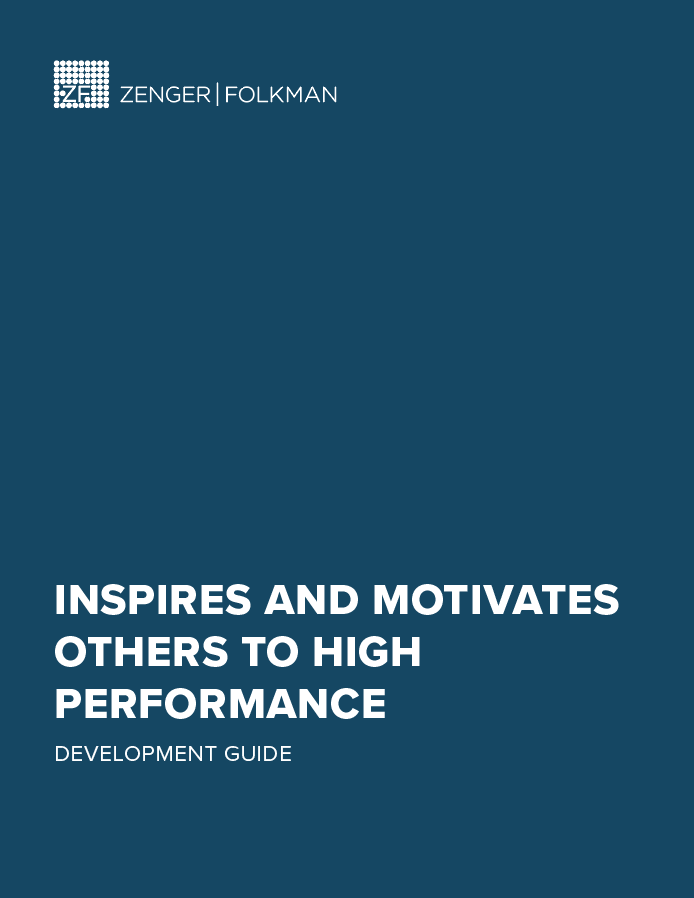 ZF
ZENGER|FOLKMAN
INSPIRES AND MOTIVATES
OTHERS TO HIGH
PERFORMANCE
DEVELOPMENT GUIDE